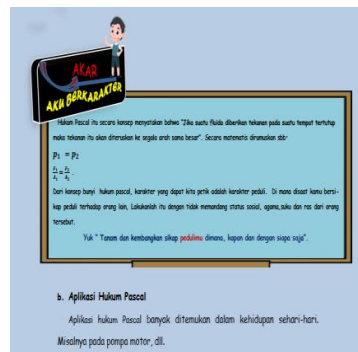 AKAR
AKU BERKARAKTER
Hukum Pascal itu secara konsep menyatakan bahwa "Jika suatu fluida diberikan tekanan pada suatu tempat tertutup
maka tekanan itu akan diteruskan ke segala arah sama besar". Secara matematis dirumuskan sbb:
p₁ = p₂
F₁/A₁ = F₂/A₂ .
Dari konsep bunyi hukum pascal, karakter yang dapat kita petik adalah karakter peduli. Di mana disaat kamu bersi-
kap peduli terhadap orang lain, Lakukanlah itu dengan tidak memandang status sosial, agama,suku dan ras dari orang
tersebut.
Yuk " Tanam dan kembangkan sikap pedulimu dimana, kapan dan dengan siapa saja".
b. Aplikasi Hukum Pascal
Aplikasi hukum Pascal banyak ditemukan dalam kehidupan sehari-hari.
Misalnya pada pompa motor, dll.